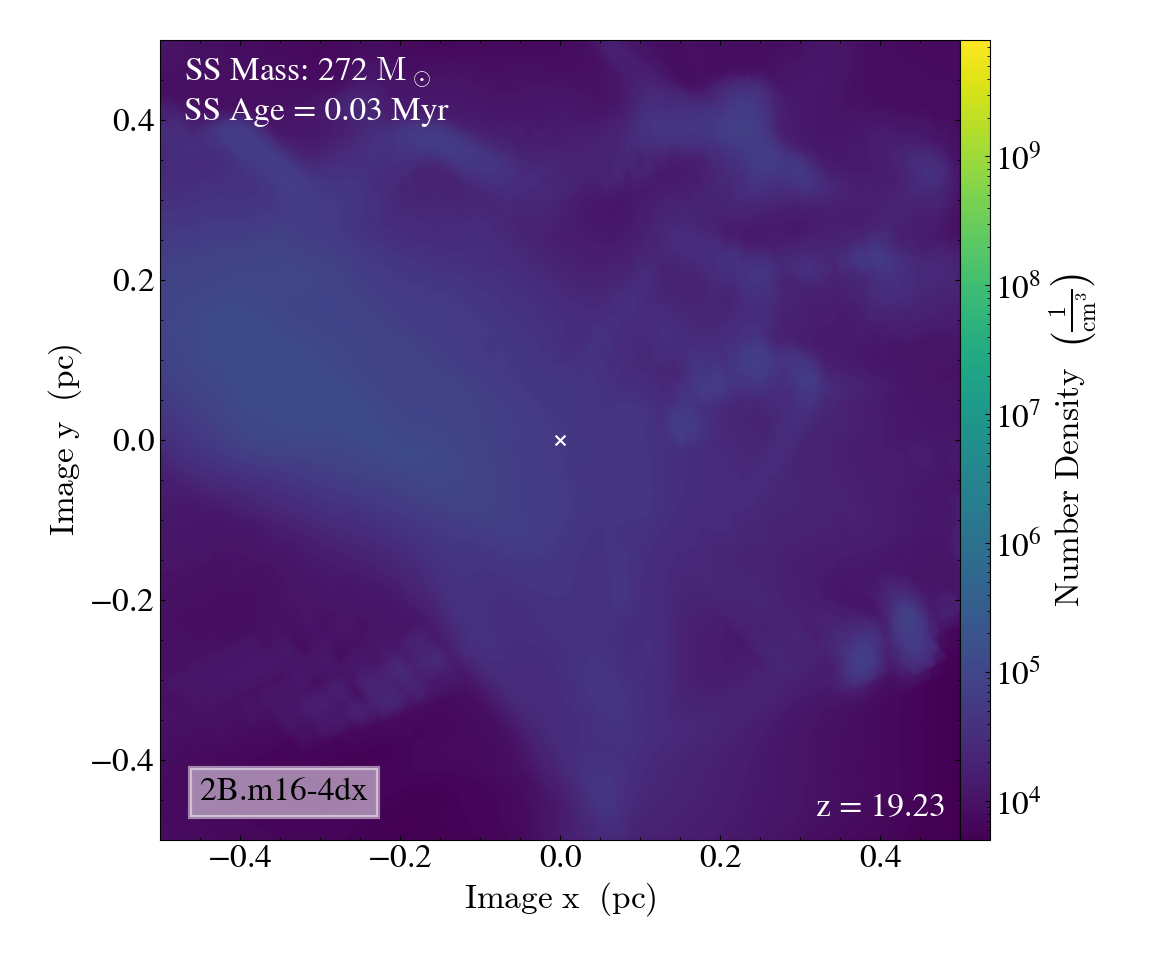 SS Mass: 272 M⊙
SS Age = 0.03 Myr
2B.m16-4dx
z = 19.23
0.4
0.2
0.0
−0.2
−0.4
Image y (pc)
−0.4 −0.2 0.0 0.2 0.4
Image x (pc)
10⁹
10⁸
10⁷
10⁶
10⁵
10⁴
Number Density (1/cm³)